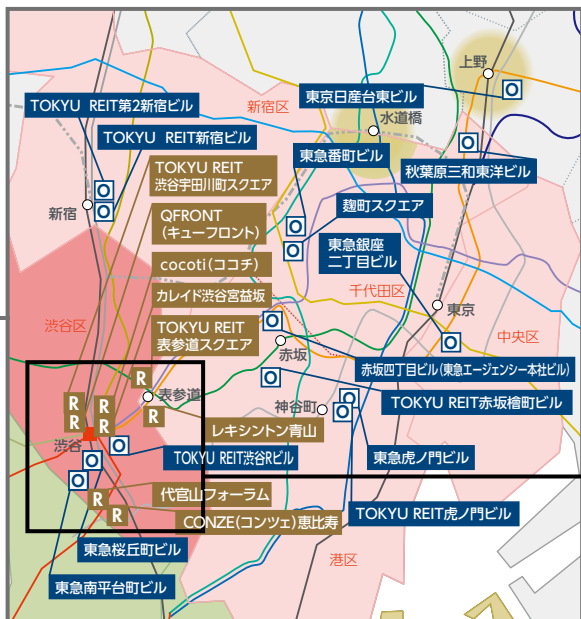 上野
TOKYU REIT第2新宿ビル
新宿区
東京日産台東ビル
水道橋
TOKYU REIT新宿ビル
東急番町ビル
秋葉原三和東洋ビル
TOKYU REIT
渋谷宇田川町スクエア
新宿
麹町スクエア
QFRONT
(キューフロント)
東急銀座
二丁目ビル
cocoti(ココチ)
千代田区
カレイド渋谷宮益坂
東京
渋谷区
TOKYU REIT
表参道スクエア
中央区
赤坂
赤坂四丁目ビル(東急エージェンシー本社ビル)
表参道
神谷町
TOKYU REIT赤坂檜町ビル
レキシントン青山
渋谷
TOKYU REIT渋谷Rビル
東急虎ノ門ビル
代官山フォーラム
CONZE(コンツェ)恵比寿
TOKYU REIT虎ノ門ビル
東急桜丘町ビル
港区
東急南平台町ビル
O
O
O
O
O
O
O
O
O
O
O
O
O
O
R
R
R
R
R
R
R
R